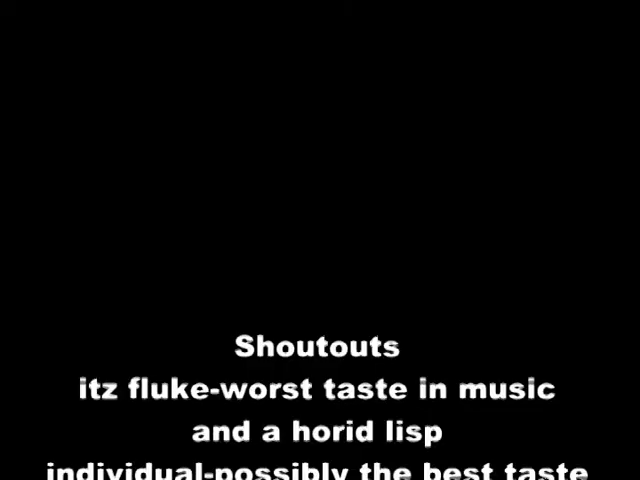 Shoutouts
itz fluke-worst taste in music
and a horid lisp
individual-possibly the best taste